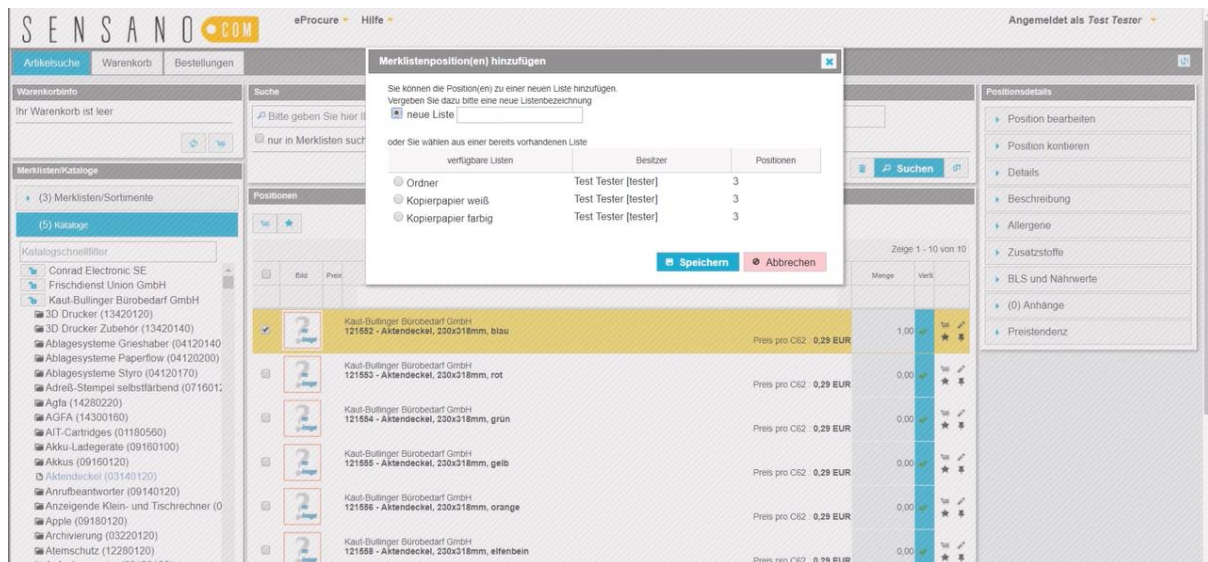 SENSANO.COM
eProcure Hilfe
Angemeldet als Test Tester
Artikelsuche Warenkorb Bestellungen
Warenkorbinfo
Ihr Warenkorb ist leer
Merklisten/Kataloge
(3) Merklisten/Sortimente
(5) Kataloge
Katalogschnellfilter
Conrad Electronic SE
Frischdienst Union GmbH
Kaut-Bullinger Bürobedarf GmbH
3D Drucker (13420120)
3D Drucker Zubehör (13420140)
Ablagesysteme Grieshaber (04120140
Ablagesysteme Paperflow (04120200)
Ablagesysteme Styro (04120170)
Adreß-Stempel selbstfärbend (071601
Agfa (14280220)
AGFA (14300160)
AIT-Cartridges (01180560)
Akku-Ladegeräte (09160100)
Akkus (09160120)
Aktendeckel (03140120)
Anrufbeantworter (09140120)
Anzeigende Klein- und Tischrechner (0
Apple (09180120)
Archivierung (03220120)
Atemschutz (12280120)
Suche
Bitte geben Sie hier I
nur in Merklisten such
Suchen
Merklistenposition(en) hinzufügen
Sie können die Position(en) zu einer neuen Liste hinzufügen.
Vergeben Sie dazu bitte eine neue Listenbezeichnung
neue Liste
oder Sie wählen aus einer bereits vorhandenen Liste
verfügbare Listen Besitzer Positionen
Ordner Test Tester [tester] 3
Kopierpapier weiß Test Tester [tester] 3
Kopierpapier farbig Test Tester [tester] 3
Speichern Abbrechen
Positionen
Zeige 1 - 10 von 10
Bild Preis Menge Verfü
Kaut-Bullinger Bürobedarf GmbH
121552 - Aktendeckel, 230x318mm, blau
Preis pro C62 : 0,29 EUR 1,00
Kaut-Bullinger Bürobedarf GmbH
121553 - Aktendeckel, 230x318mm, rot
Preis pro C62 : 0,29 EUR 0,00
Kaut-Bullinger Bürobedarf GmbH
121554 - Aktendeckel, 230x318mm, grün
Preis pro C62 : 0,29 EUR 0,00
Kaut-Bullinger Bürobedarf GmbH
121555 - Aktendeckel, 230x318mm, gelb
Preis pro C62 : 0,29 EUR 0,00
Kaut-Bullinger Bürobedarf GmbH
121556 - Aktendeckel, 230x318mm, orange
Preis pro C62 : 0,29 EUR 0,00
Kaut-Bullinger Bürobedarf GmbH
121558 - Aktendeckel, 230x318mm, elfenbein
Preis pro C62 : 0,29 EUR 0,00
Positionsdetails
Position bearbeiten
Position kontieren
Details
Beschreibung
Allergene
Zusatzstoffe
BLS und Nährwerte
(0) Anhänge
Preistendenz